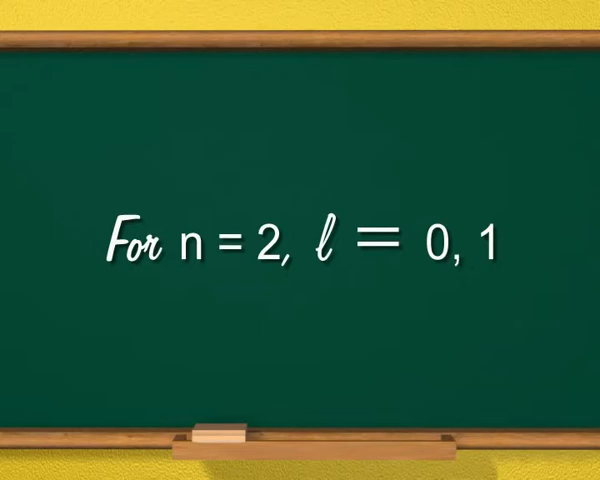 For n = 2, ℓ = 0, 1